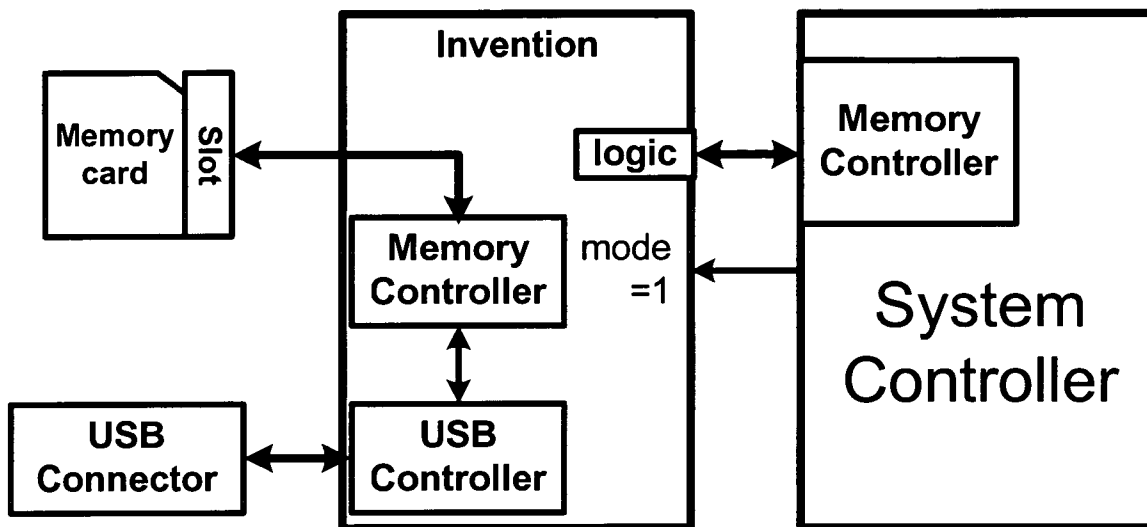 Invention
Memory
card
Slot
logic
Memory
Controller
Memory
Controller
mode
=1
System
Controller
USB
Connector
USB
Controller